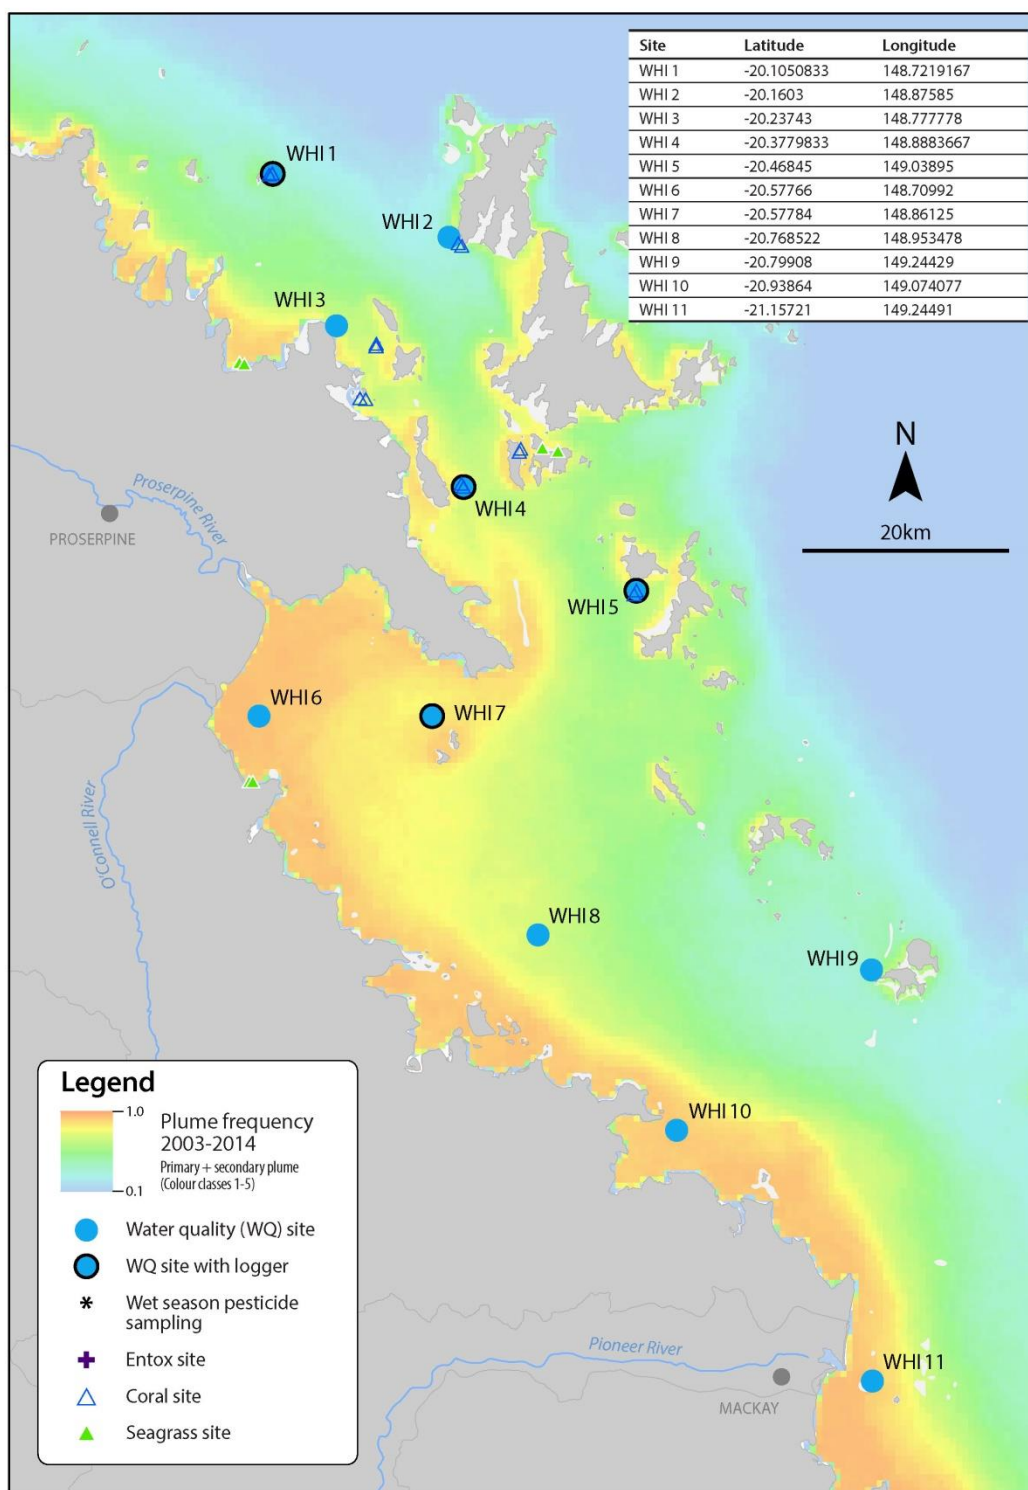 Site Latitude Longitude
WHI 1 -20.1050833 148.7219167
WHI 2 -20.1603 148.87585
WHI 3 -20.23743 148.777778
WHI 4 -20.3779833 148.8883667
WHI 5 -20.46845 149.03895
WHI 6 -20.57766 148.70992
WHI 7 -20.57784 148.86125
WHI 8 -20.768522 148.953478
WHI 9 -20.79908 149.24429
WHI 10 -20.93864 149.074077
WHI 11 -21.15721 149.24491
WHI 1
WHI 2
WHI 3
N
20km
WHI 4
Proserpine River
PROSERPINE
WHI 5
WHI 6
WHI 7
O'Connell River
WHI 8
WHI 9
WHI 10
Pioneer River
MACKAY
WHI 11
Legend
1.0
0.1
Plume frequency
2003-2014
Primary + secondary plume
(Colour classes 1-5)
Water quality (WQ) site
WQ site with logger
Wet season pesticide
sampling
Entox site
Coral site
Seagrass site